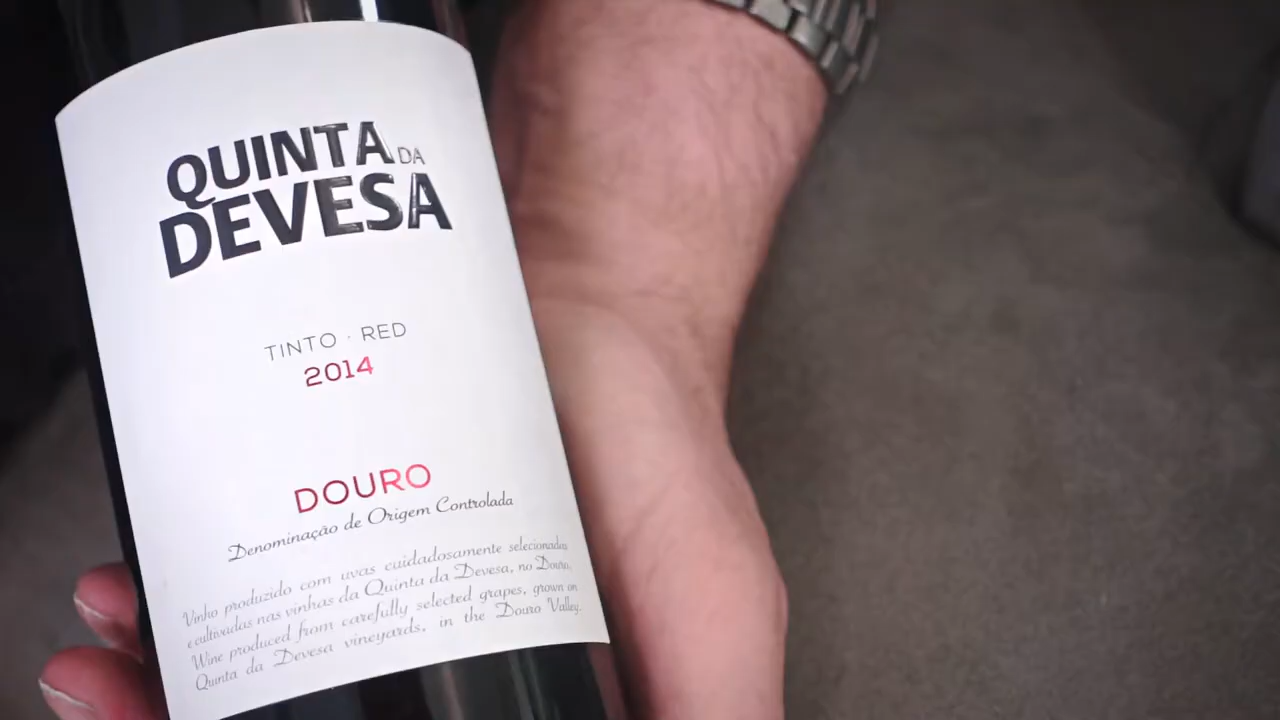 QUINTA DA
DEVESA
TINTO · RED
2014
DOURO
Denominação de Origem Controlada
Vinho produzido com uvas cuidadosamente selecionadas
e cultivadas nas vinhas da Quinta da Devesa, no Douro.
Wine produced from carefully selected grapes, grown on
Quinta da Devesa vineyards, in the Douro Valley.